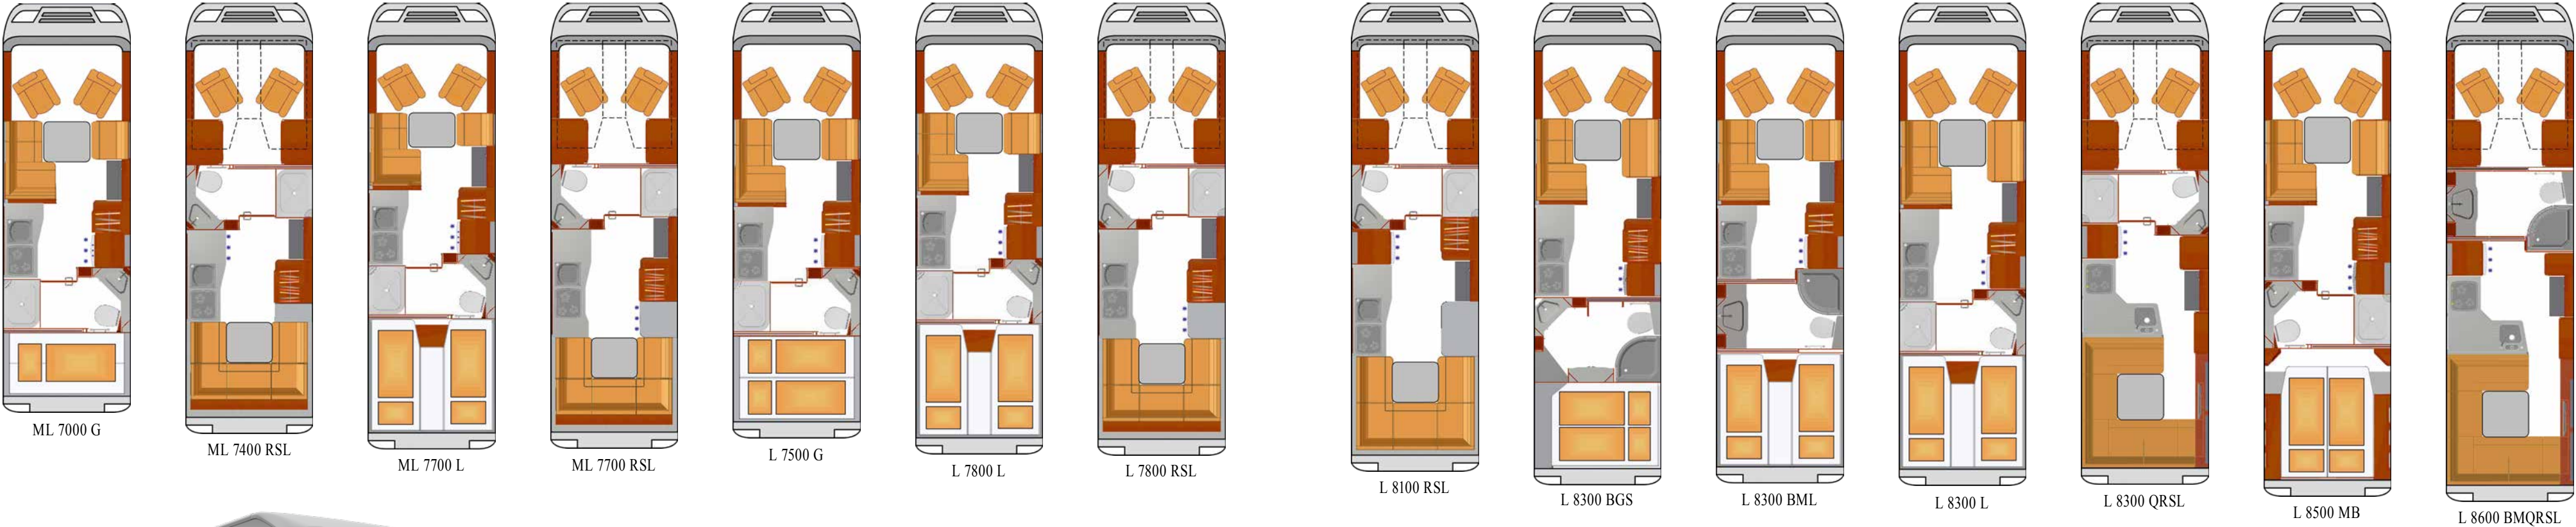 ML 7000 G
ML 7400 RSL
ML 7700 L
ML 7700 RSL
L 7500 G
L 7800 L
L 7800 RSL
L 8100 RSL
L 8300 BGS
L 8300 BML
L 8300 L
L 8300 QRSL
L 8500 MB
L 8600 BMQRSL